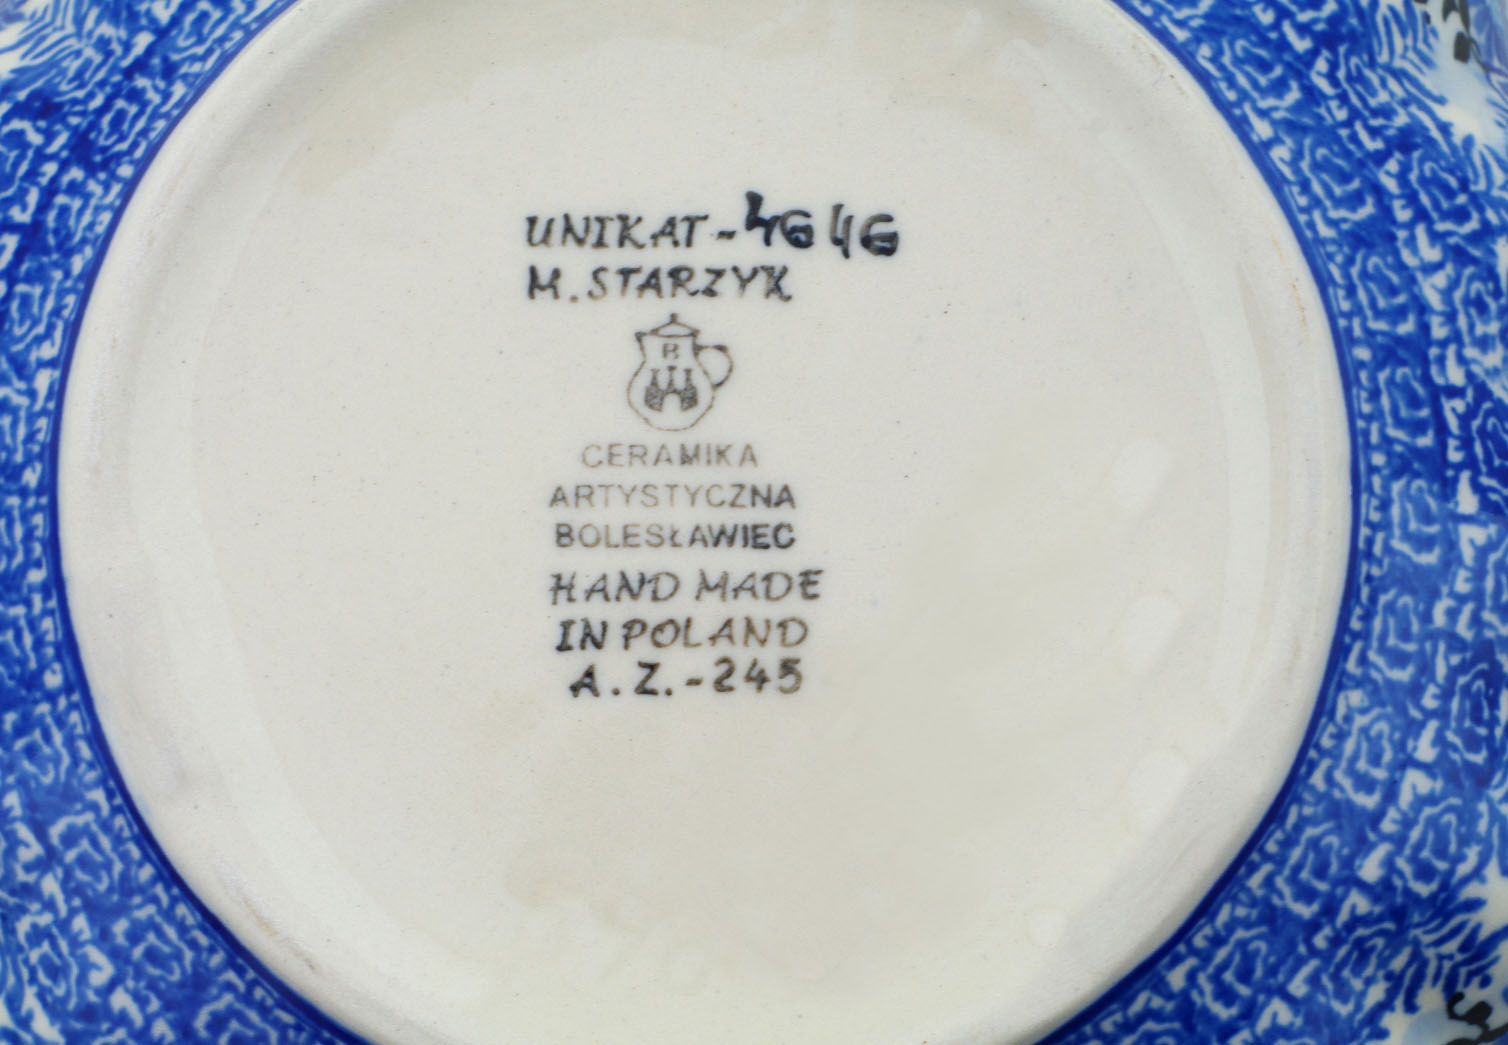 UNIKAT-4646
M. STARZYK
B
CERAMIKA
ARTYSTYCZNA
BOLESŁAWIEC
HAND MADE
IN POLAND
A.Z.-245